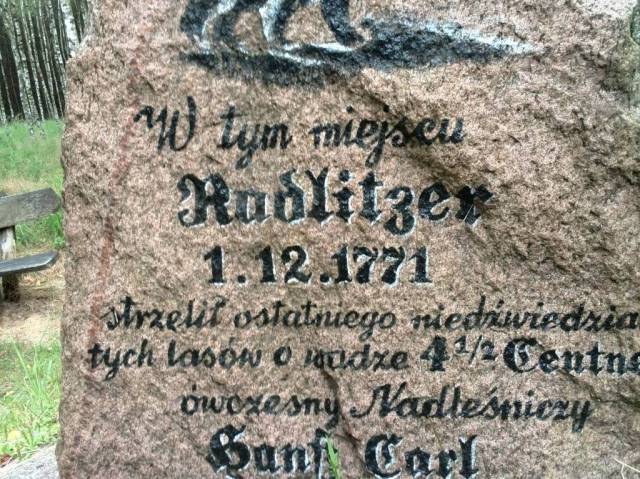 W tym miejscu
Radlitzer
1.12.1771
strzelił ostatniego niedźwiedzia
tych lasów o wadze 4 1/2 Centne
ówczesny Nadleśniczy
Hans Carl